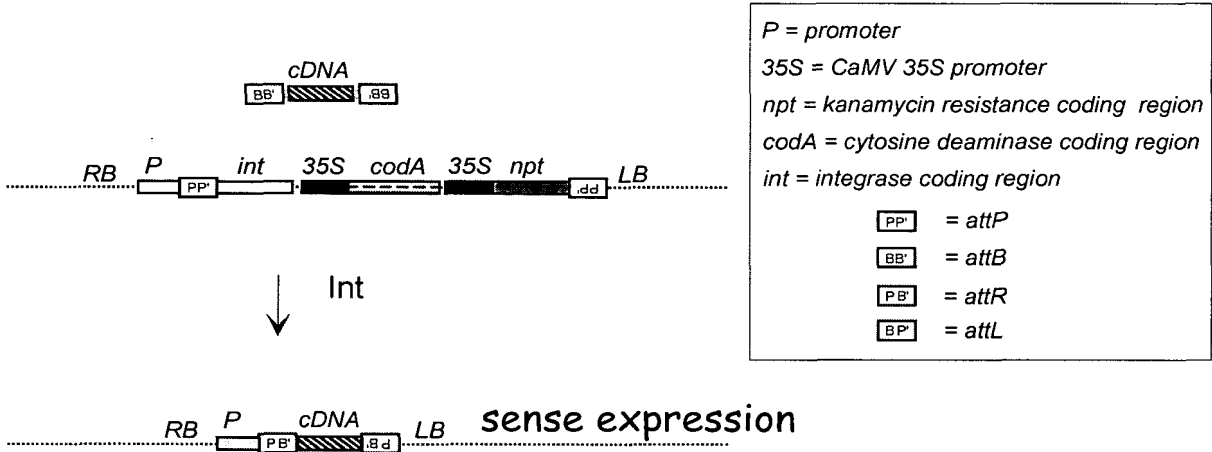 cDNA
BB' BB'
RB P int 35S codA 35S npt LB
PP' PP'
Int
RB P cDNA LB sense expression
PB' PB'
P = promoter
35S = CaMV 35S promoter
npt = kanamycin resistance coding region
codA = cytosine deaminase coding region
int = integrase coding region
PP' = attP
BB' = attB
PB' = attR
BP' = attL